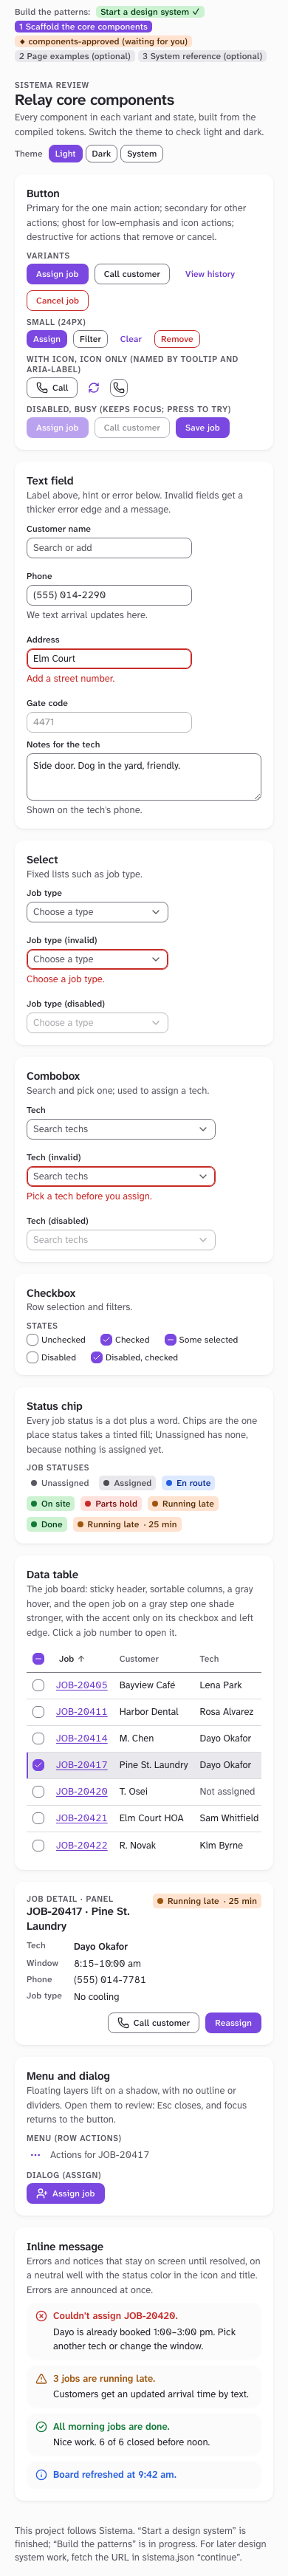 Build the patterns: Start a design system ✓
1 Scaffold the core components
◆ components-approved (waiting for you)
2 Page examples (optional) 3 System reference (optional)
SISTEMA REVIEW
Relay core components
Every component in each variant and state, built from the
compiled tokens. Switch the theme to check light and dark.
Theme Light Dark System
Button
Primary for the one main action; secondary for other
actions; ghost for low-emphasis and icon actions;
destructive for actions that remove or cancel.
VARIANTS
Assign job Call customer View history
Cancel job
SMALL (24PX)
Assign Filter Clear Remove
WITH ICON, ICON ONLY (NAMED BY TOOLTIP AND
ARIA-LABEL)
Call
DISABLED, BUSY (KEEPS FOCUS; PRESS TO TRY)
Assign job Call customer Save job
Text field
Label above, hint or error below. Invalid fields get a
thicker error edge and a message.
Customer name
Search or add
Phone
(555) 014-2290
We text arrival updates here.
Address
Elm Court
Add a street number.
Gate code
4471
Notes for the tech
Side door. Dog in the yard, friendly.
Shown on the tech's phone.
Select
Fixed lists such as job type.
Job type
Choose a type
Job type (invalid)
Choose a type
Choose a job type.
Job type (disabled)
Choose a type
Combobox
Search and pick one; used to assign a tech.
Tech
Search techs
Tech (invalid)
Search techs
Pick a tech before you assign.
Tech (disabled)
Search techs
Checkbox
Row selection and filters.
STATES
Unchecked Checked Some selected
Disabled Disabled, checked
Status chip
Every job status is a dot plus a word. Chips are the one
place status takes a tinted fill; Unassigned has none,
because nothing is assigned yet.
JOB STATUSES
Unassigned Assigned En route
On site Parts hold Running late
Done Running late · 25 min
Data table
The job board: sticky header, sortable columns, a gray
hover, and the open job on a gray step one shade
stronger, with the accent only on its checkbox and left
edge. Click a job number to open it.
Job ↑ Customer Tech
JOB-20405 Bayview Café Lena Park
JOB-20411 Harbor Dental Rosa Alvarez
JOB-20414 M. Chen Dayo Okafor
JOB-20417 Pine St. Laundry Dayo Okafor
JOB-20420 T. Osei Not assigned
JOB-20421 Elm Court HOA Sam Whitfield
JOB-20422 R. Novak Kim Byrne
JOB DETAIL · PANEL Running late · 25 min
JOB-20417 · Pine St.
Laundry
Tech Dayo Okafor
Window 8:15–10:00 am
Phone (555) 014-7781
Job type No cooling
Call customer Reassign
Menu and dialog
Floating layers lift on a shadow, with no outline or
dividers. Open them to review: Esc closes, and focus
returns to the button.
MENU (ROW ACTIONS)
Actions for JOB-20417
DIALOG (ASSIGN)
Assign job
Inline message
Errors and notices that stay on screen until resolved, on
a neutral well with the status color in the icon and title.
Errors are announced at once.
Couldn't assign JOB-20420.
Dayo is already booked 1:00–3:00 pm. Pick
another tech or change the window.
3 jobs are running late.
Customers get an updated arrival time by text.
All morning jobs are done.
Nice work. 6 of 6 closed before noon.
Board refreshed at 9:42 am.
This project follows Sistema. “Start a design system” is
finished; “Build the patterns” is in progress. For later design
system work, fetch the URL in sistema.json “continue”.